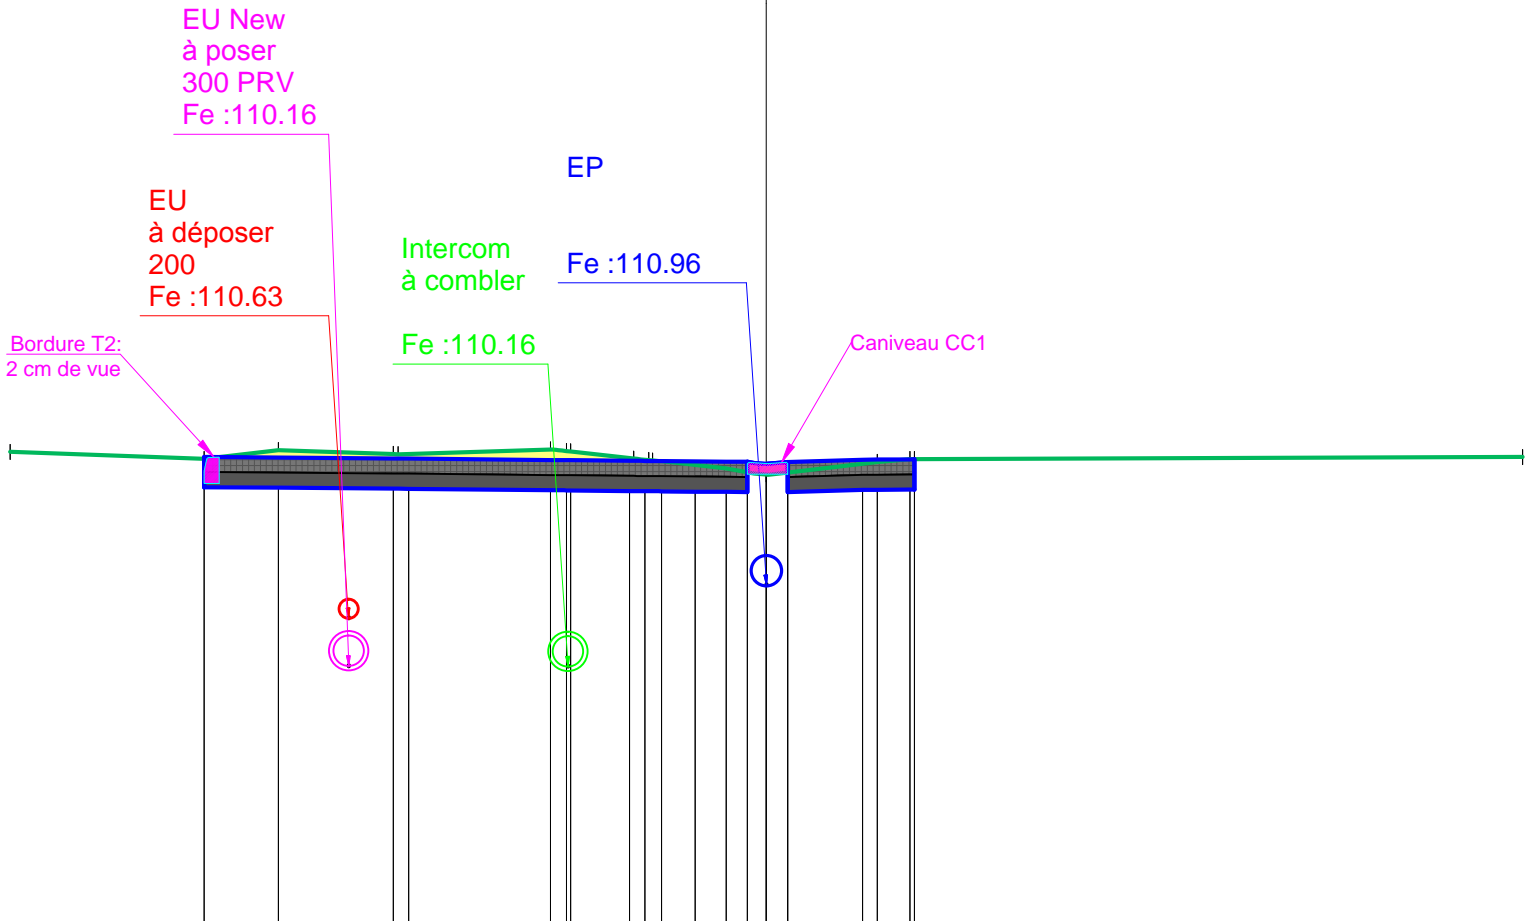 EU New
à poser
300 PRV
Fe :110.16
EP
Fe :110.96
EU
à déposer
200
Fe :110.63
Intercom
à combler
Fe :110.16
Bordure T2:
2 cm de vue
Caniveau CC1